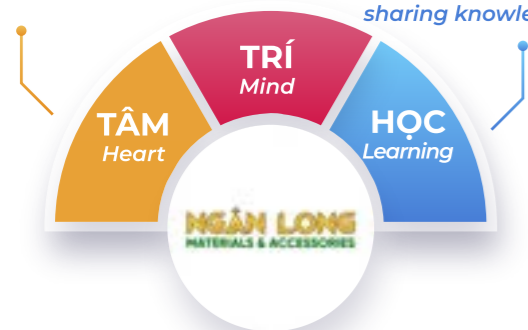 sharing knowle
TRÍ
Mind
TÂM
Heart
HỌC
Learning
NGÂN LONG
MATERIALS & ACCESSORIES